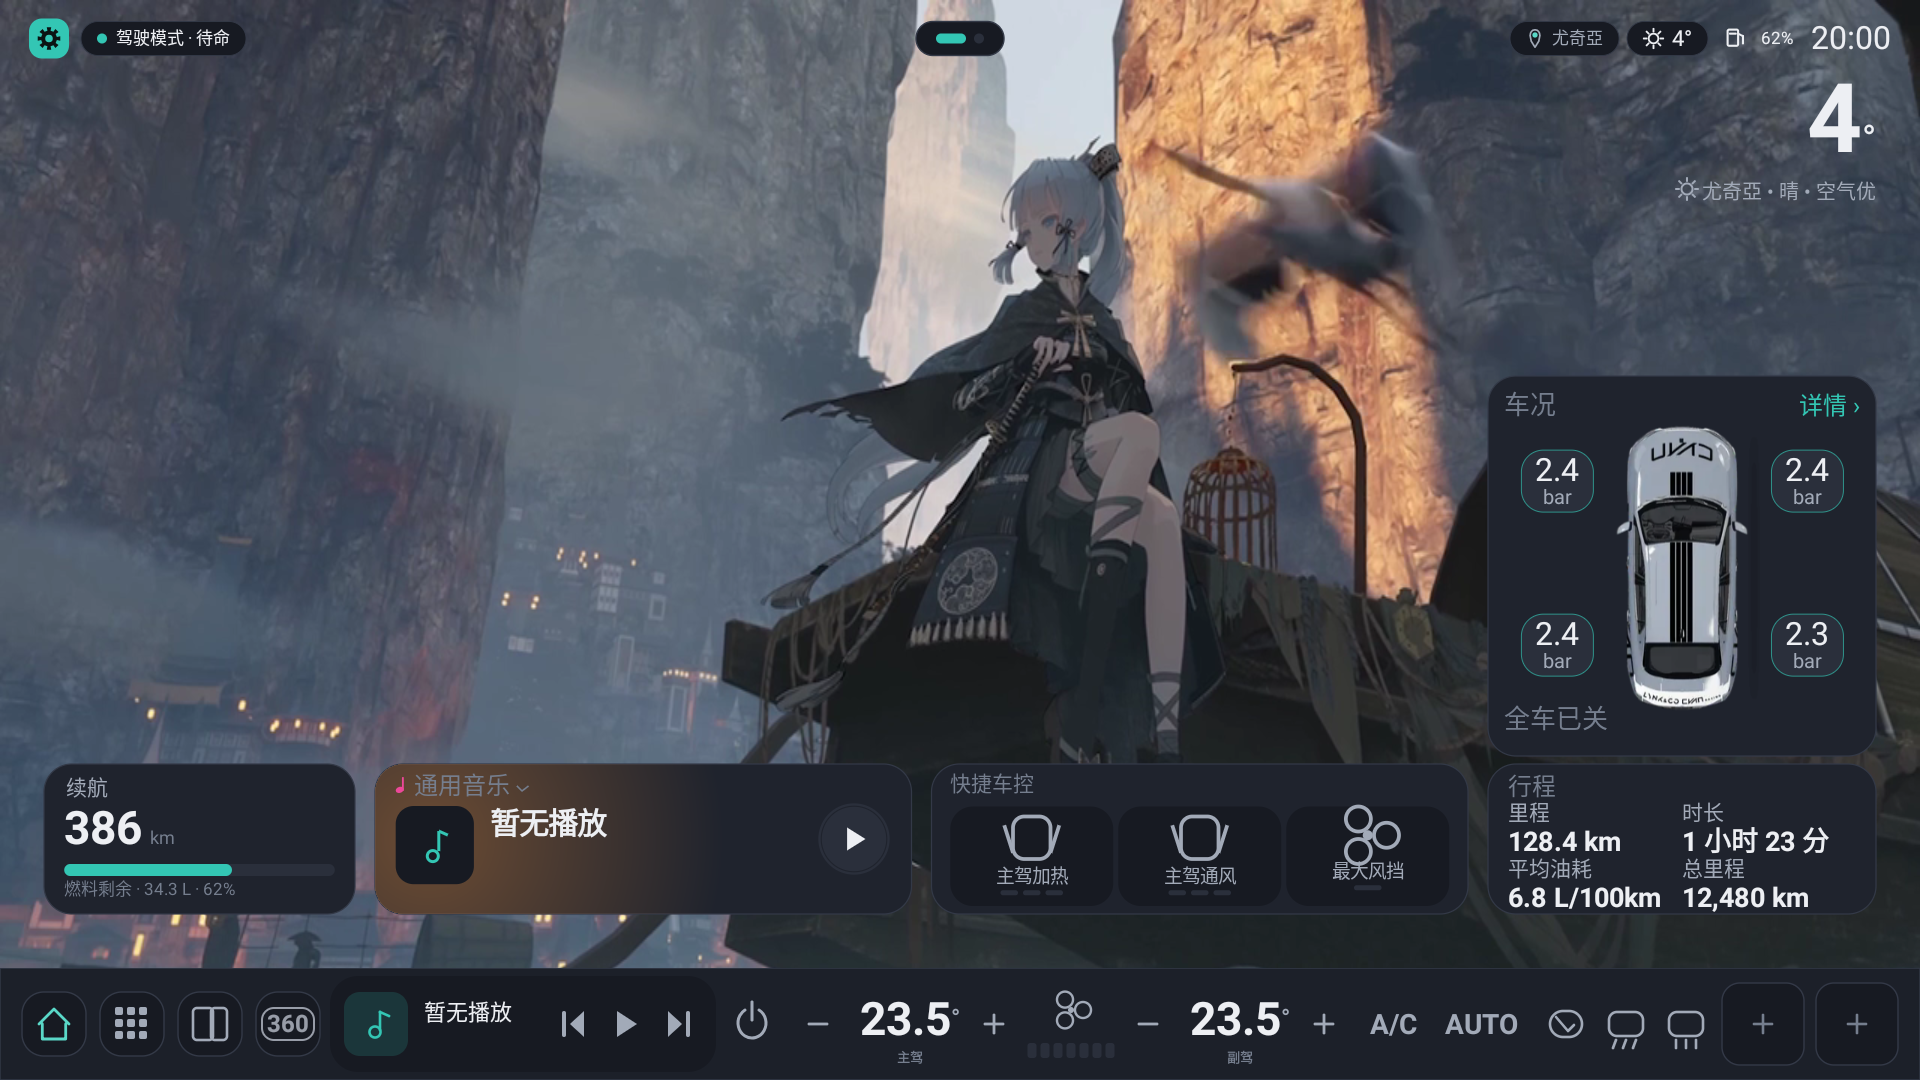 驾驶模式 · 待命
尤奇亞
4°
62%
20:00
4°
尤奇亞 • 晴 • 空气优
车况
详情 ›
2.4
bar
2.4
bar
2.4
bar
2.3
bar
全车已关
续航
386 km
燃料剩余 · 34.3 L · 62%
通用音乐
暂无播放
快捷车控
主驾加热
主驾通风
最大风挡
行程
里程
时长
128.4 km
1 小时 23 分
平均油耗
总里程
6.8 L/100km
12,480 km
360
暂无播放
23.5°
主驾
23.5°
副驾
A/C
AUTO